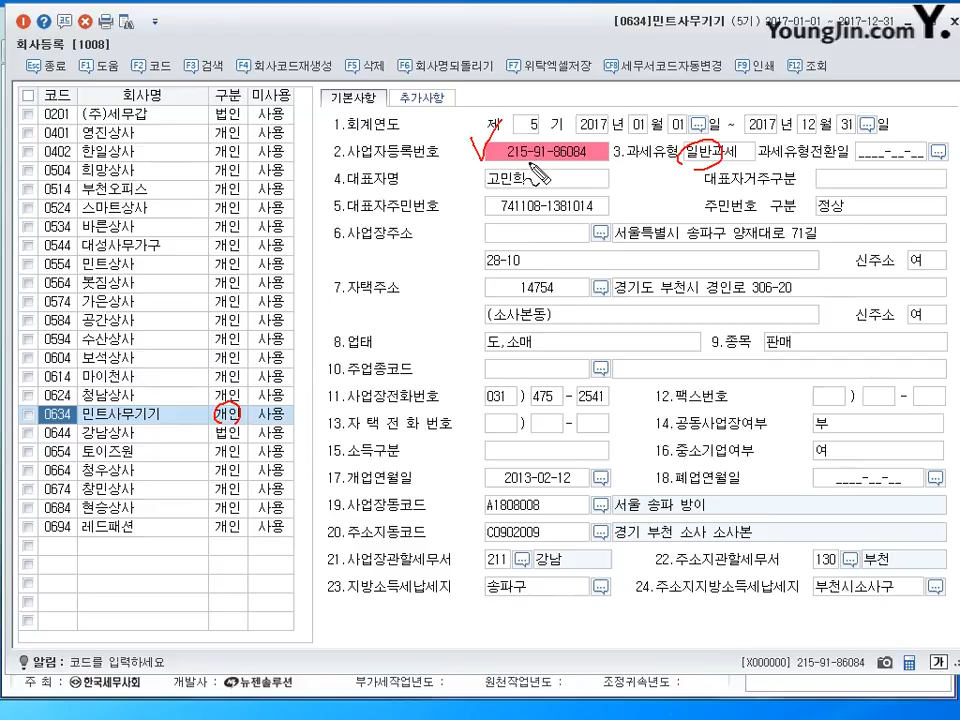 [0634]민트사무기기 (5기) 2017-01-01 ~ 2017-12-31
YoungJin.com Y.
회사등록 [1008]
Esc종료 F1도움 F2코드 F3검색 F4회사코드재생성 F5삭제 F6회사명되돌리기 F7위탁엑셀저장 CF8세무서코드자동변경 F9인쇄 F12조회
코드 회사명 구분 미사용
0201 (주)세무갑 법인 사용
0401 영진상사 개인 사용
0402 한일상사 개인 사용
0504 희망상사 개인 사용
0514 부천오피스 개인 사용
0524 스마트상사 개인 사용
0534 바른상사 개인 사용
0544 대성사무가구 개인 사용
0554 민트상사 개인 사용
0564 봇짐상사 개인 사용
0574 가은상사 개인 사용
0584 공간상사 개인 사용
0594 수산상사 개인 사용
0604 보석상사 개인 사용
0614 마이천사 개인 사용
0624 청남상사 개인 사용
0634 민트사무기기 개인 사용
0644 강남상사 법인 사용
0654 토이즈원 개인 사용
0664 청우상사 개인 사용
0674 창민상사 개인 사용
0684 현승상사 개인 사용
0694 레드패션 개인 사용
기본사항 추가사항
1.회계연도 제 5 기 2017 년 01 월 01 일 ~ 2017 년 12 월 31 일
2.사업자등록번호 215-91-86084 3.과세유형 일반과세 과세유형전환일 ____-__-__
4.대표자명 고민희 대표자거주구분
5.대표자주민번호 741108-1381014 주민번호 구분 정상
6.사업장주소 서울특별시 송파구 양재대로 71길
28-10 신주소 여
7.자택주소 14754 경기도 부천시 경인로 306-20
(소사본동) 신주소 여
8.업태 도,소매 9.종목 판매
10.주업종코드
11.사업장전화번호 031 ) 475 - 2541 12.팩스번호 ) -
13.자 택 전 화 번 호 ) - 14.공동사업장여부 부
15.소득구분 16.중소기업여부 여
17.개업연월일 2013-02-12 18.폐업연월일 ____-__-__
19.사업장동코드 A1808008 서울 송파 방이
20.주소지동코드 C0902009 경기 부천 소사 소사본
21.사업장관할세무서 211 강남 22.주소지관할세무서 130 부천
23.지방소득세납세지 송파구 24.주소지지방소득세납세지 부천시소사구
알림 : 코드를 입력하세요 [X000000] 215-91-86084 가
주 최 : 한국세무사회 개발사 : 뉴젠솔루션 부가세작업년도 : 원천작업년도 : 조정귀속년도 :